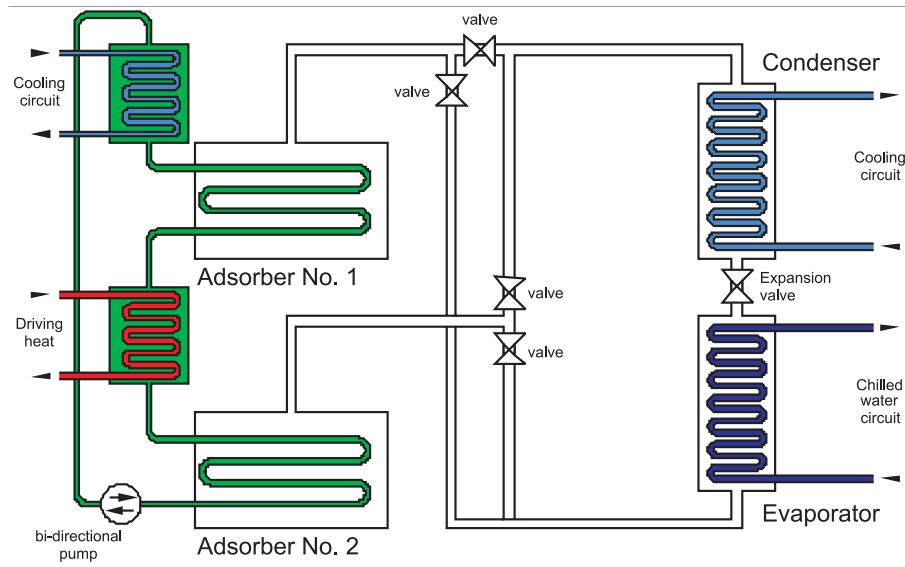 valve
Condenser
valve
Cooling
circuit
Cooling
circuit
Adsorber No. 1
Expansion
valve
valve
Driving
heat
valve
Chilled
water
circuit
Evaporator
bi-directional
pump
Adsorber No. 2